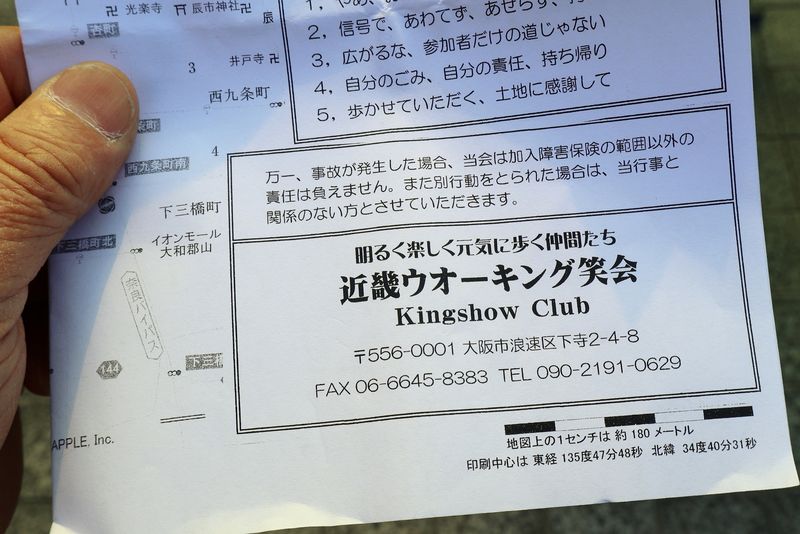 光楽寺
辰市神社
辰
井戸寺
3
西九条町
西九条町南
4
下三橋町
下三橋町北
イオンモール
大和郡山
奈良バイパス
144
APPLE, Inc.
2, 信号で、あわてず、あせらず、
3, 広がるな、参加者だけの道じゃない
4, 自分のごみ、自分の責任、持ち帰り
5, 歩かせていただく、土地に感謝して
万一、事故が発生した場合、当会は加入障害保険の範囲以外の
責任は負えません。また別行動をとられた場合は、当行事と
関係のない方とさせていただきます。
明るく楽しく元気に歩く仲間たち
近畿ウオーキング笑会
Kingshow Club
〒556-0001 大阪市浪速区下寺2-4-8
FAX 06-6645-8383 TEL 090-2191-0629
地図上の1センチは 約 180 メートル
印刷中心は 東経 135度47分48秒 北緯 34度40分31秒